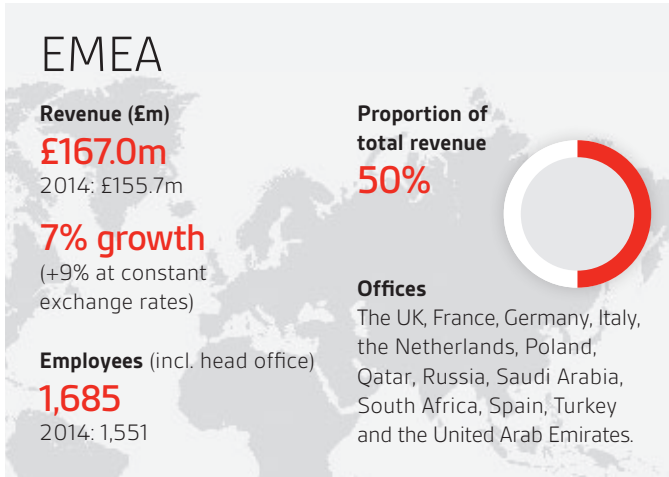 EMEA
Revenue (£m)
£167.0m
2014: £155.7m
7% growth
(+9% at constant
exchange rates)
Employees (incl. head office)
1,685
2014: 1,551
Proportion of
total revenue
50%
Offices
The UK, France, Germany, Italy,
the Netherlands, Poland,
Qatar, Russia, Saudi Arabia,
South Africa, Spain, Turkey
and the United Arab Emirates.